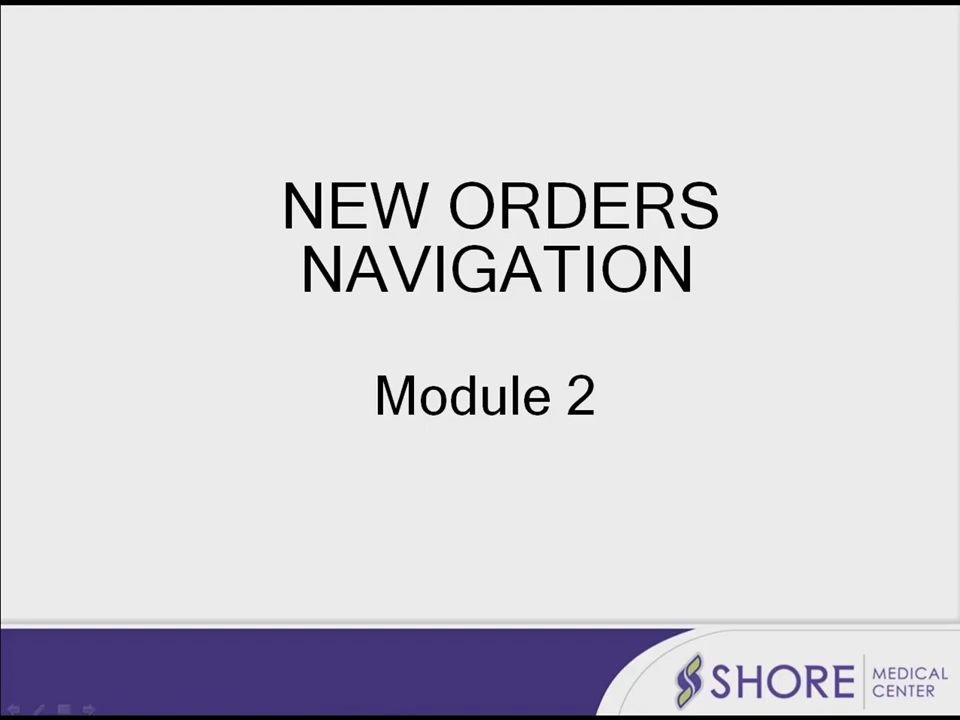 NEW ORDERS
NAVIGATION
Module 2
SHORE
MEDICAL
CENTER